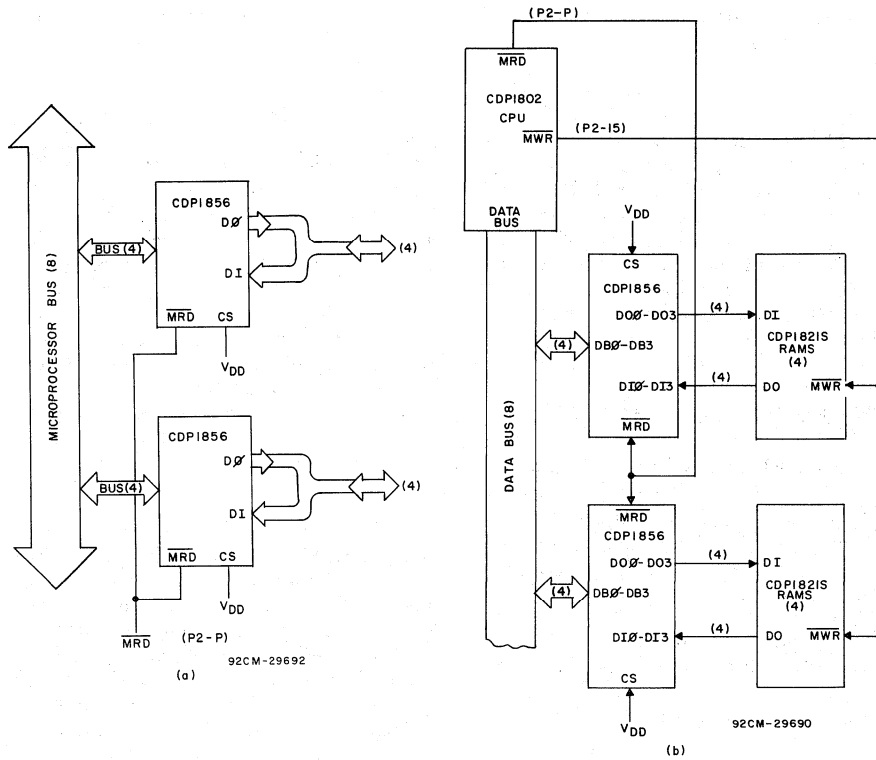 MICROPROCESSOR BUS (8)
CDP1856
DØ
BUS (4)
(4)
DI
MRD CS
VDD
CDP1856
DØ
BUS(4)
(4)
DI
MRD CS
VDD
MRD
(P2-P)
92CM-29692
(a)
(P2-P)
MRD
CDP1802
CPU
(P2-15)
MWR
DATA
BUS
DATA BUS (8)
VDD
CS
CDP1856
DOØ-DO3
(4)
DI
CDP1821S
RAMS
(4)
(4)
DBØ-DB3
DIØ-DI3
(4)
DO
MWR
MRD
MRD
CDP1856
DOØ-DO3
(4)
DI
CDP1821S
RAMS
(4)
(4)
DBØ-DB3
DIØ-DI3
(4)
DO
MWR
CS
VDD
92CM-29690
(b)